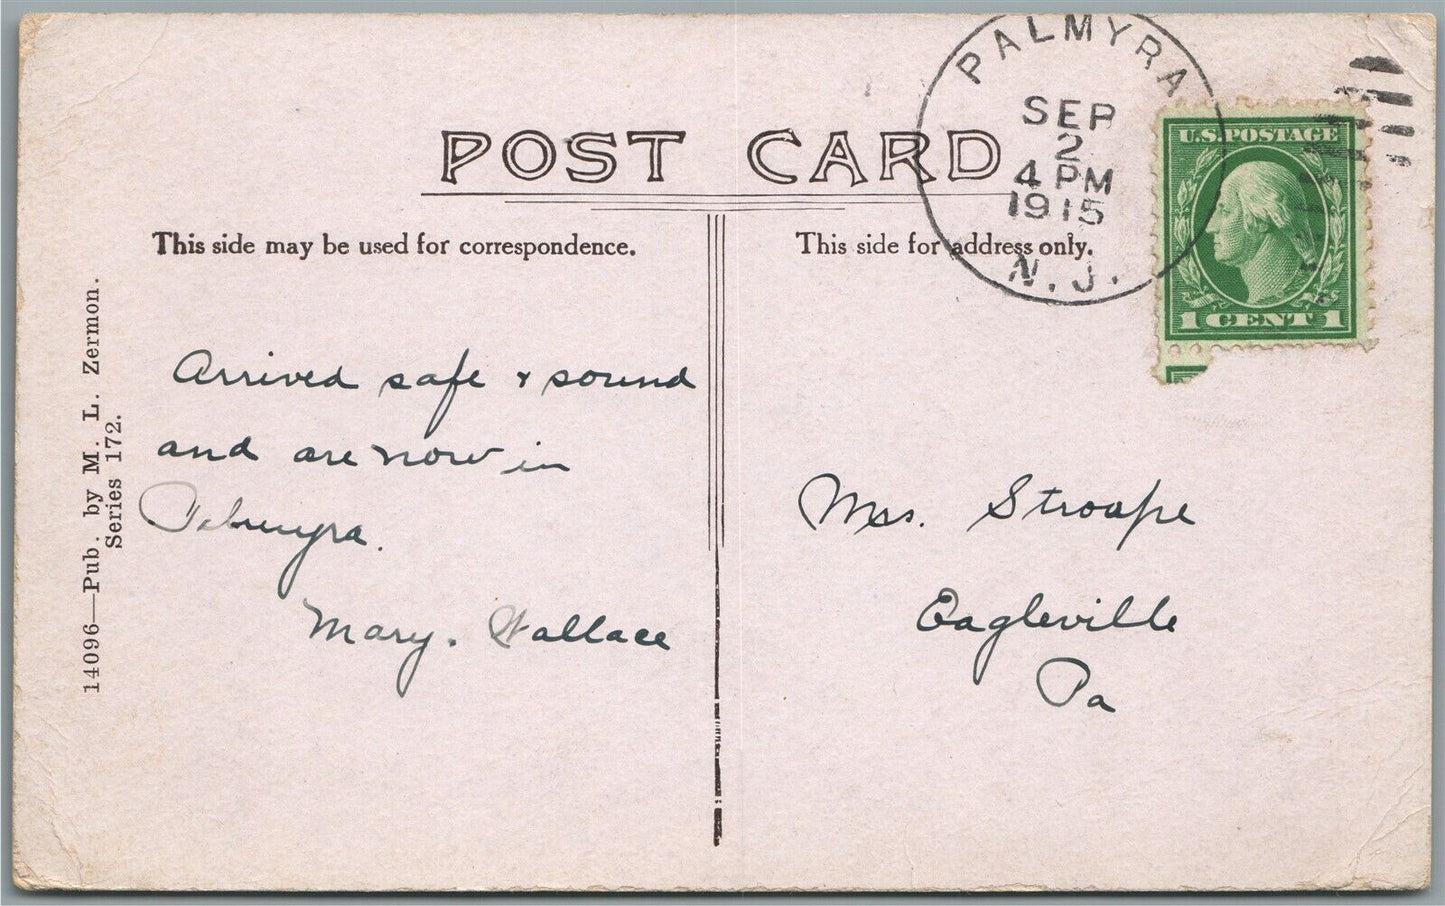 POST CARD
This side may be used for correspondence.
This side for address only.
PALMYRA
SEP
2
4 PM
1915
N.J.
U.S. POSTAGE
1 CENT 1
14096—Pub. by M. L. Zermon.
Series 172.
Arrived safe + sound
and are now in
Palmyra.
Mary. Wallace
Mrs. Stroupe
Eagleville
Pa